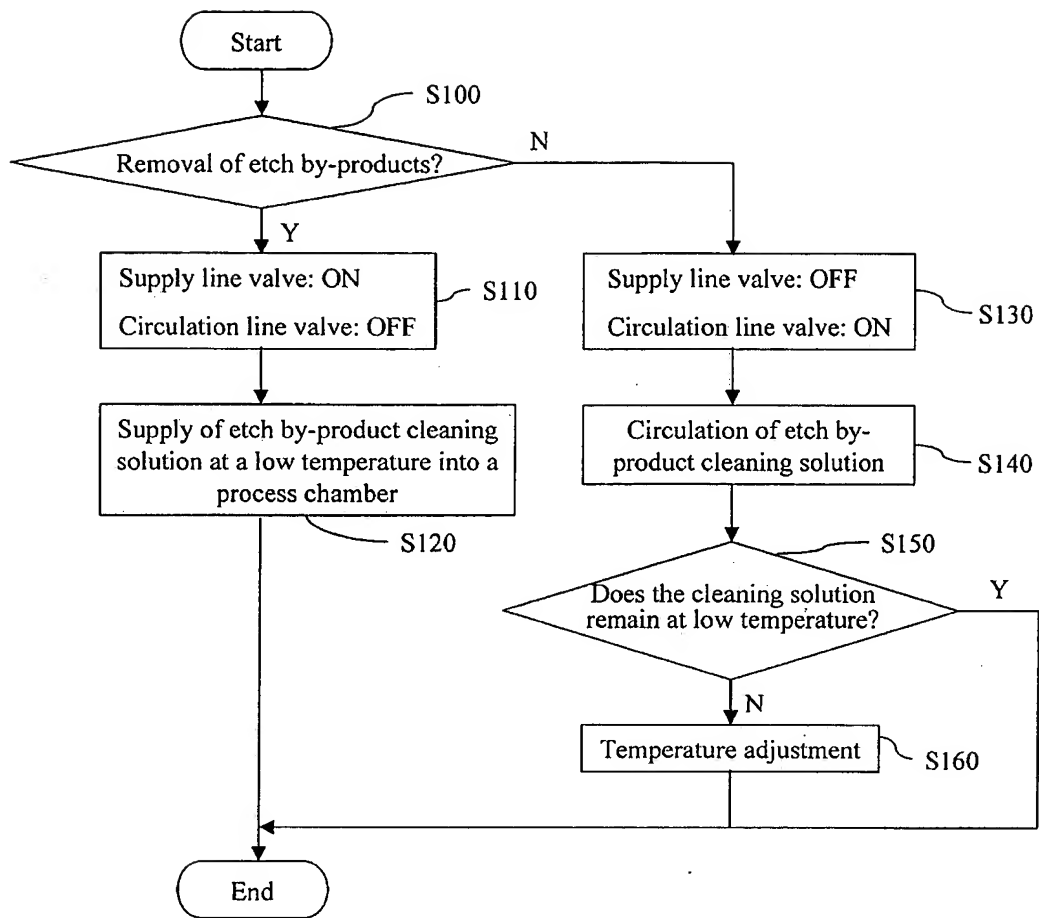 Start
S100
Removal of etch by-products?
N
Y
Supply line valve: ON
Circulation line valve: OFF
S110
Supply line valve: OFF
Circulation line valve: ON
S130
Supply of etch by-product cleaning
solution at a low temperature into a
process chamber
S120
Circulation of etch by-
product cleaning solution
S140
S150
Does the cleaning solution
remain at low temperature?
Y
N
Temperature adjustment
S160
End